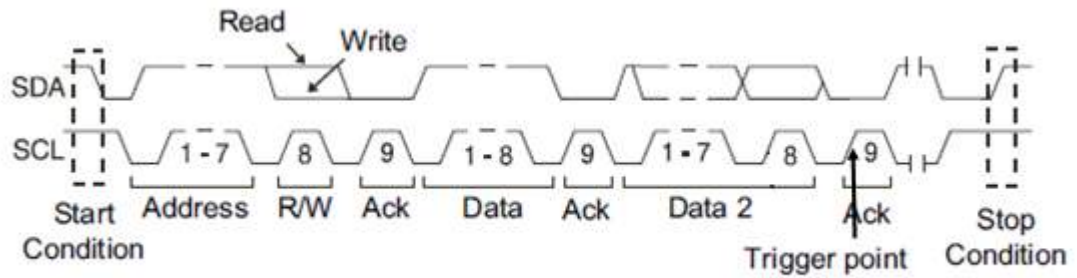 Read
Write
SDA
SCL
1 - 7
8
9
1 - 8
9
1 - 7
8
9
Start
Condition
Address
R/W
Ack
Data
Ack
Data 2
Ack
Stop
Condition
Trigger point